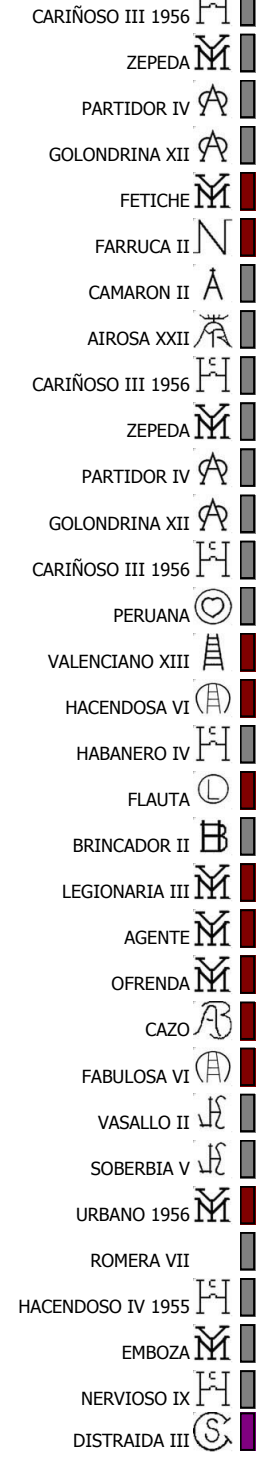 CARIÑOSO III 1956
ZEPEDA
PARTIDOR IV
GOLONDRINA XII
FETICHE
FARRUCA II
CAMARON II
AIROSA XXII
CARIÑOSO III 1956
ZEPEDA
PARTIDOR IV
GOLONDRINA XII
CARIÑOSO III 1956
PERUANA
VALENCIANO XIII
HACENDOSA VI
HABANERO IV
FLAUTA
BRINCADOR II
LEGIONARIA III
AGENTE
OFRENDA
CAZO
FABULOSA VI
VASALLO II
SOBERBIA V
URBANO 1956
ROMERA VII
HACENDOSO IV 1955
EMBOZA
NERVIOSO IX
DISTRAIDA III